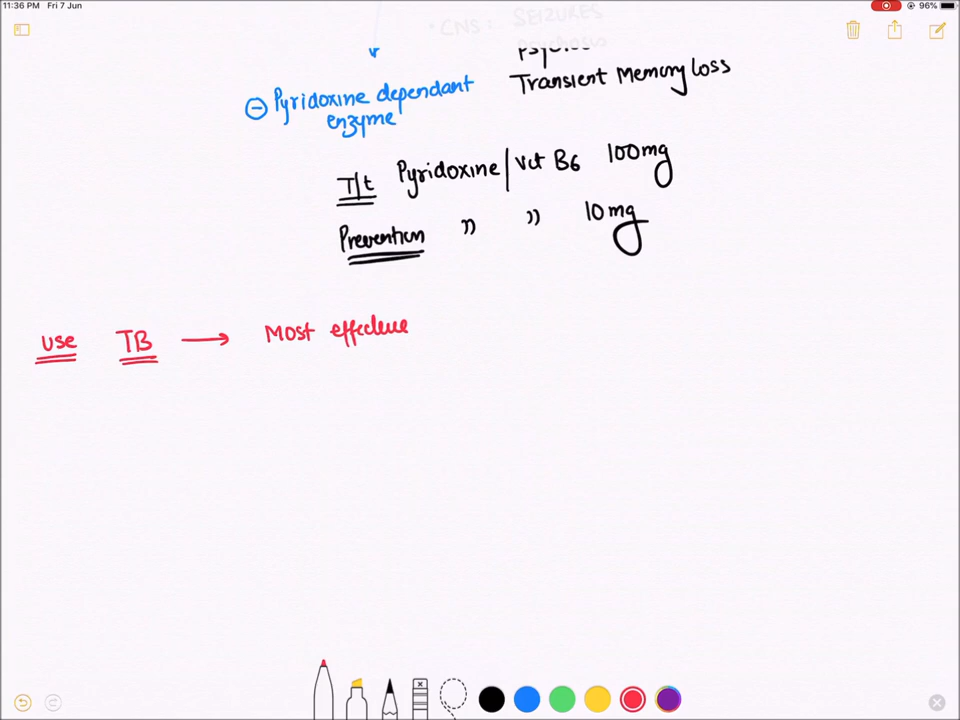 11:36 PM Fri 7 Jun
96%
• CNS: SEIZURES
psychosis
Transient Memory loss
⊖ Pyridoxine dependant
enzyme
T/t Pyridoxine / Vit B6 100mg
Prevention " " 10mg
use TB → Most effective